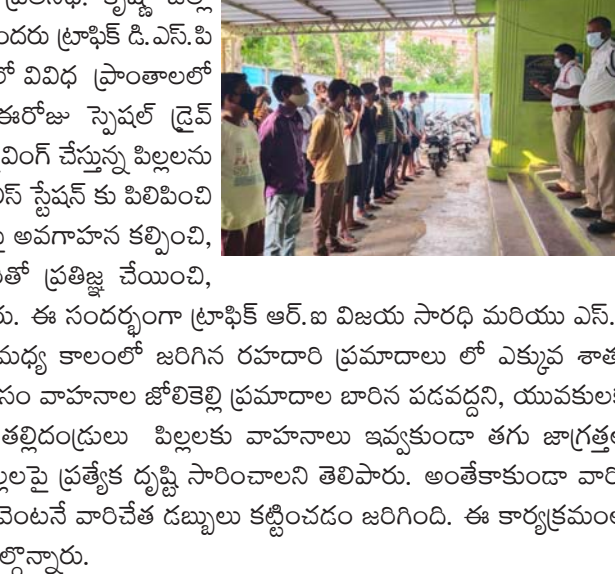 ందరు ట్రాఫిక్ డి.ఎస్.పి
లో వివిధ ప్రాంతాలలో
ఈరోజు స్పెషల్ డ్రైవ్
వింగ్ చేస్తున్న పిల్లలను
స్ స్టేషన్ కు పిలిపించి
పై అవగాహన కల్పించి,
తో ప్రతిజ్ఞ చేయించి,
రు. ఈ సందర్భంగా ట్రాఫిక్ ఆర్.ఐ విజయ సారధి మరియు ఎస్.
మధ్య కాలంలో జరిగిన రహదారి ప్రమాదాలు లో ఎక్కువ శాత
సం వాహనాల జోలికెల్లి ప్రమాదాల బారిన పడవద్దని, యువకుల
తల్లిదండ్రులు పిల్లలకు వాహనాలు ఇవ్వకుండా తగు జాగ్రత్త
ల్లలపై ప్రత్యేక దృష్టి సారించాలని తెలిపారు. అంతేకాకుండా వారి
వెంటనే వారిచేత డబ్బులు కట్టించడం జరిగింది. ఈ కార్యక్రమం
ల్గొన్నారు.